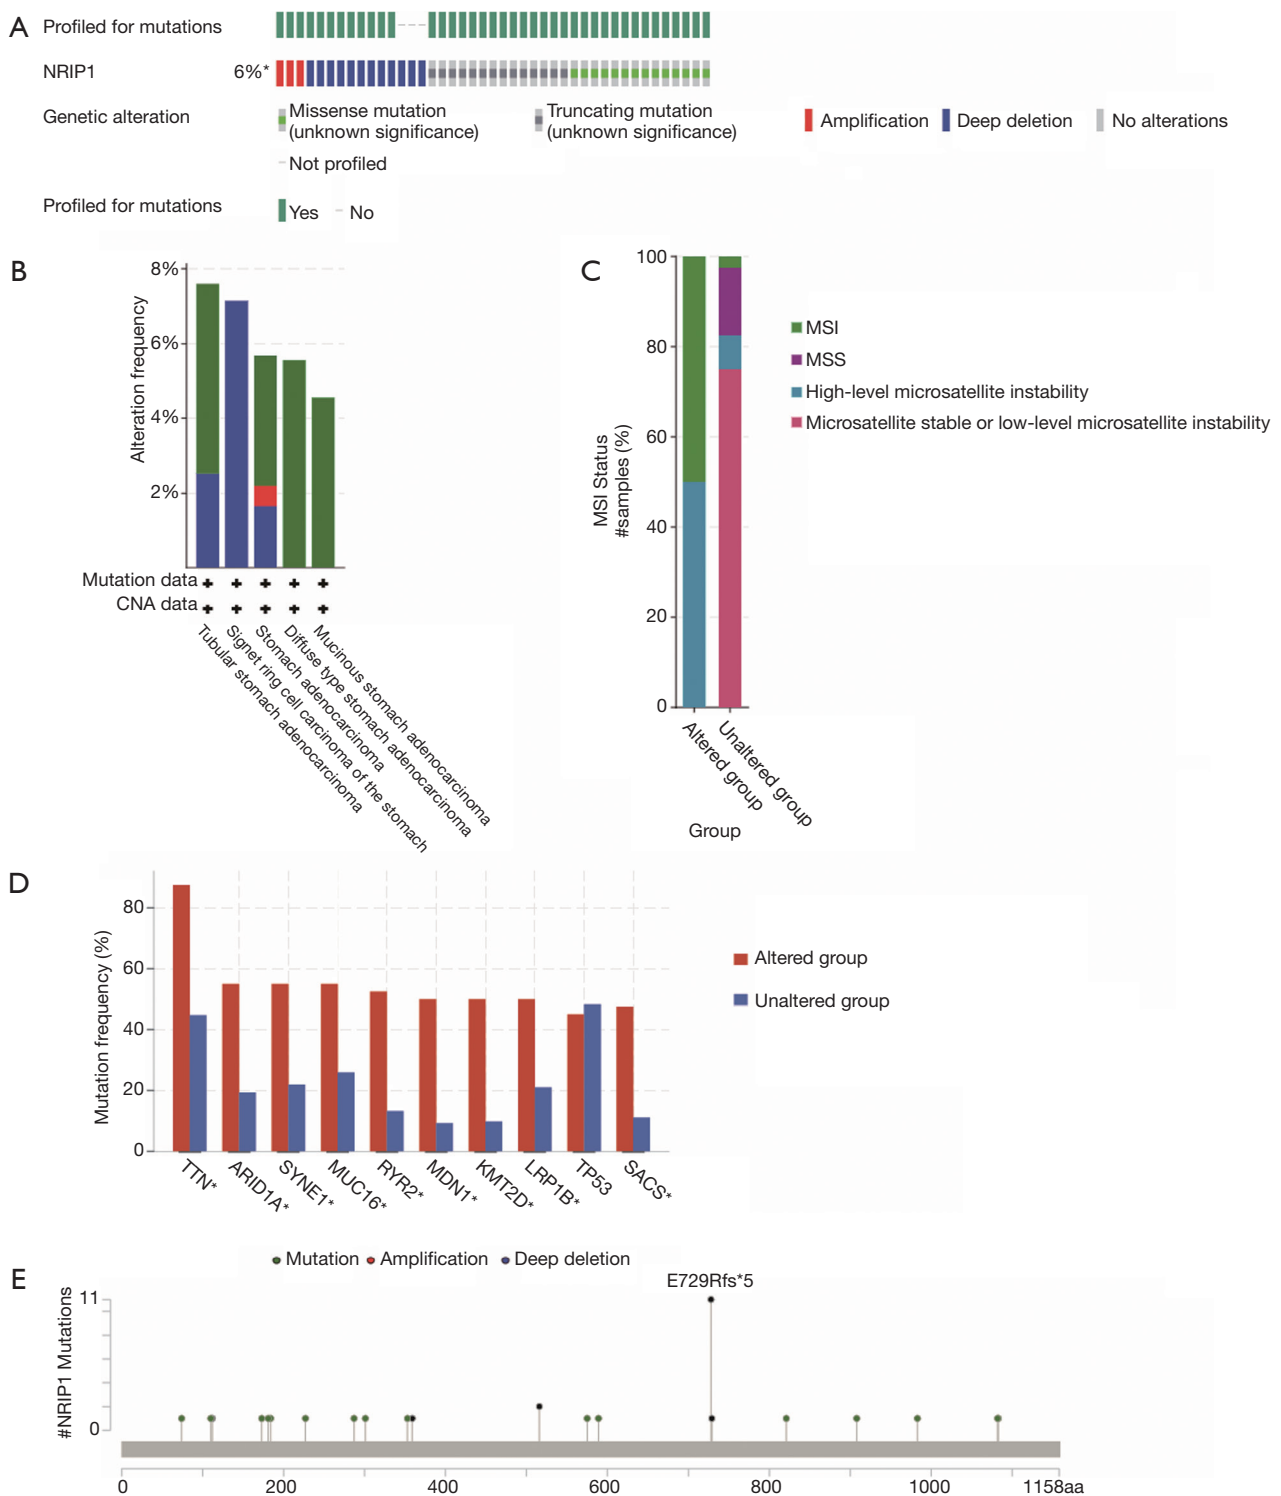 A
Profiled for mutations
NRIP1
6%*
Genetic alteration
Missense mutation
(unknown significance)
Truncating mutation
(unknown significance)
Amplification
Deep deletion
No alterations
Not profiled
Profiled for mutations
Yes
No
B
Alteration frequency
8%
6%
4%
2%
Mutation data
CNA data
Tubular stomach adenocarcinoma
Signet ring cell carcinoma of the stomach
Stomach adenocarcinoma
Diffuse type stomach adenocarcinoma
Mucinous stomach adenocarcinoma
C
MSI Status
#samples (%)
100
80
60
40
20
0
Altered group
Unaltered group
Group
MSI
MSS
High-level microsatellite instability
Microsatellite stable or low-level microsatellite instability
D
Mutation frequency (%)
80
60
40
20
0
TTN*
ARID1A*
SYNE1*
MUC16*
RYR2*
MDN1*
KMT2D*
LRP1B*
TP53
SACS*
Altered group
Unaltered group
Mutation
Amplification
Deep deletion
E
#NRIP1 Mutations
11
0
E729Rfs*5
0
200
400
600
800
1000
1158aa